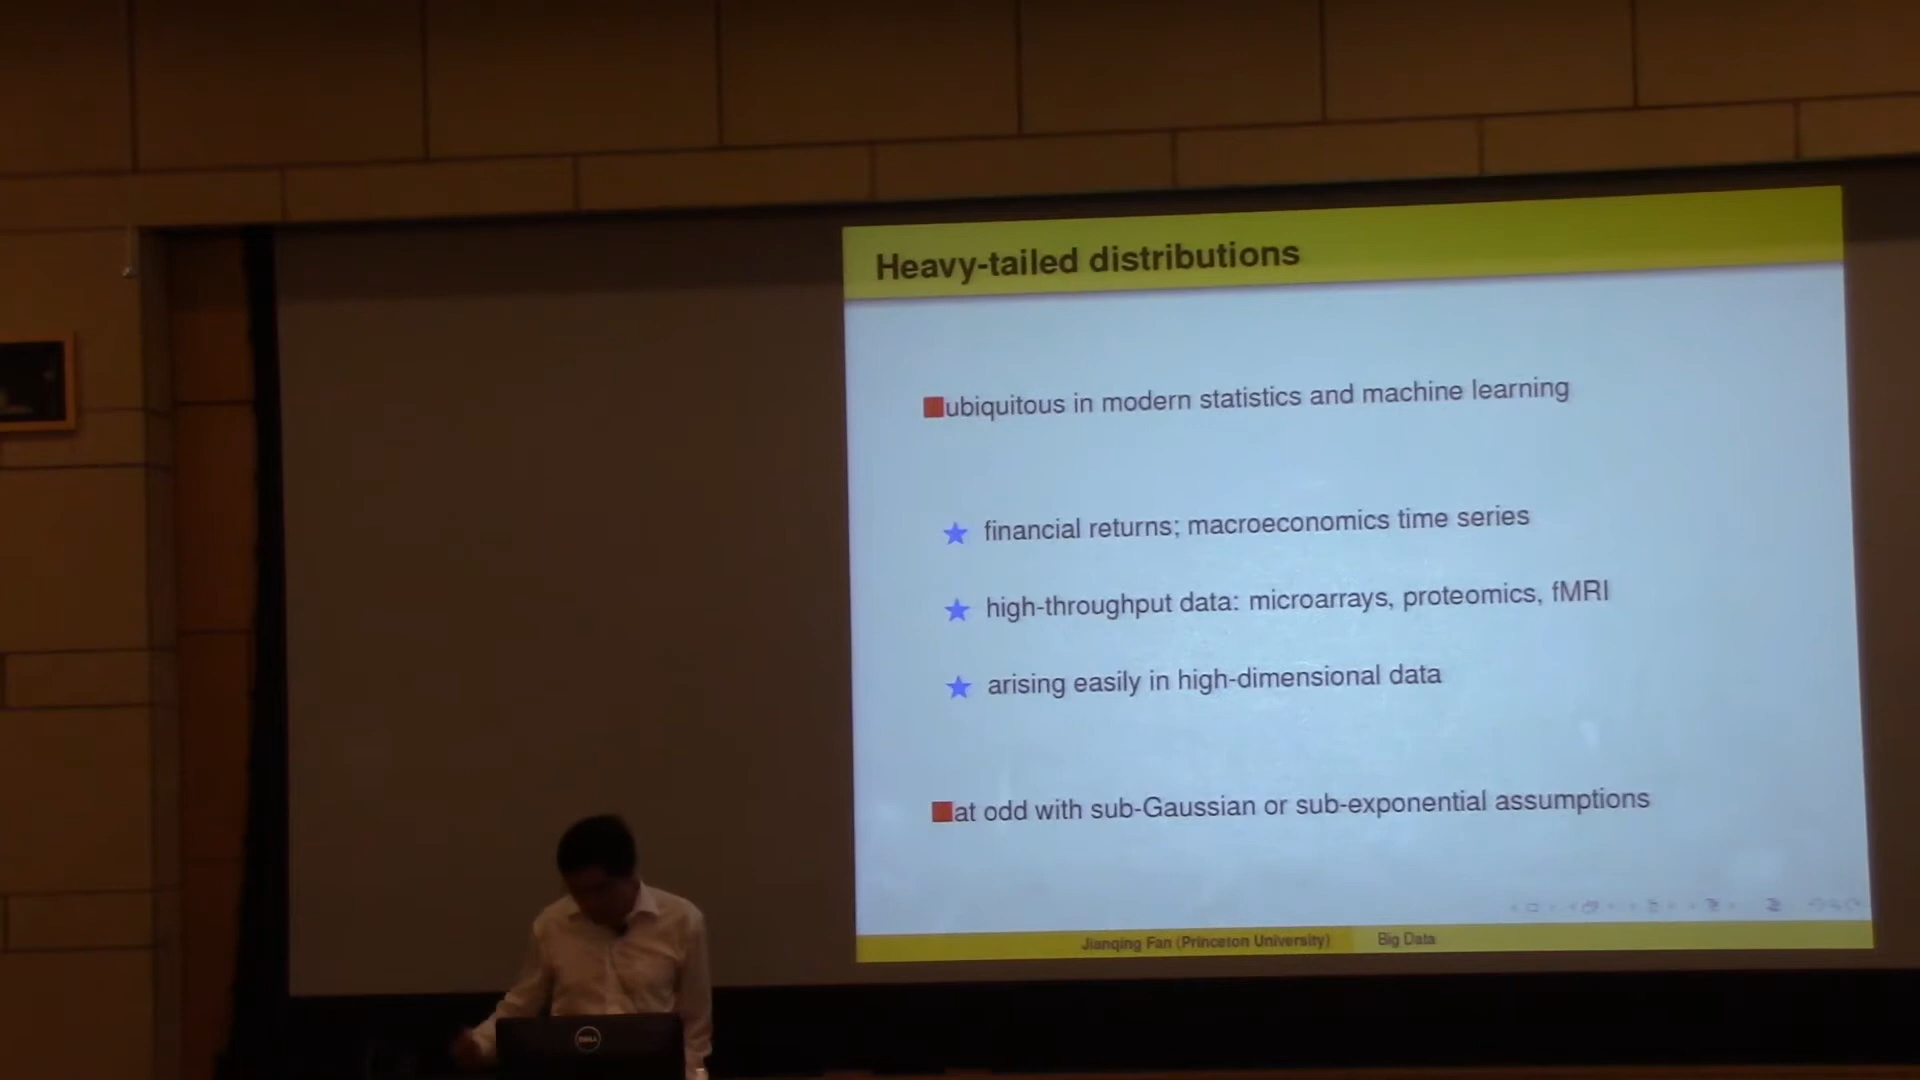 Heavy-tailed distributions
ubiquitous in modern statistics and machine learning
financial returns; macroeconomics time series
high-throughput data: microarrays, proteomics, fMRI
arising easily in high-dimensional data
at odd with sub-Gaussian or sub-exponential assumptions
Jianqing Fan (Princeton University) Big Data
DELL